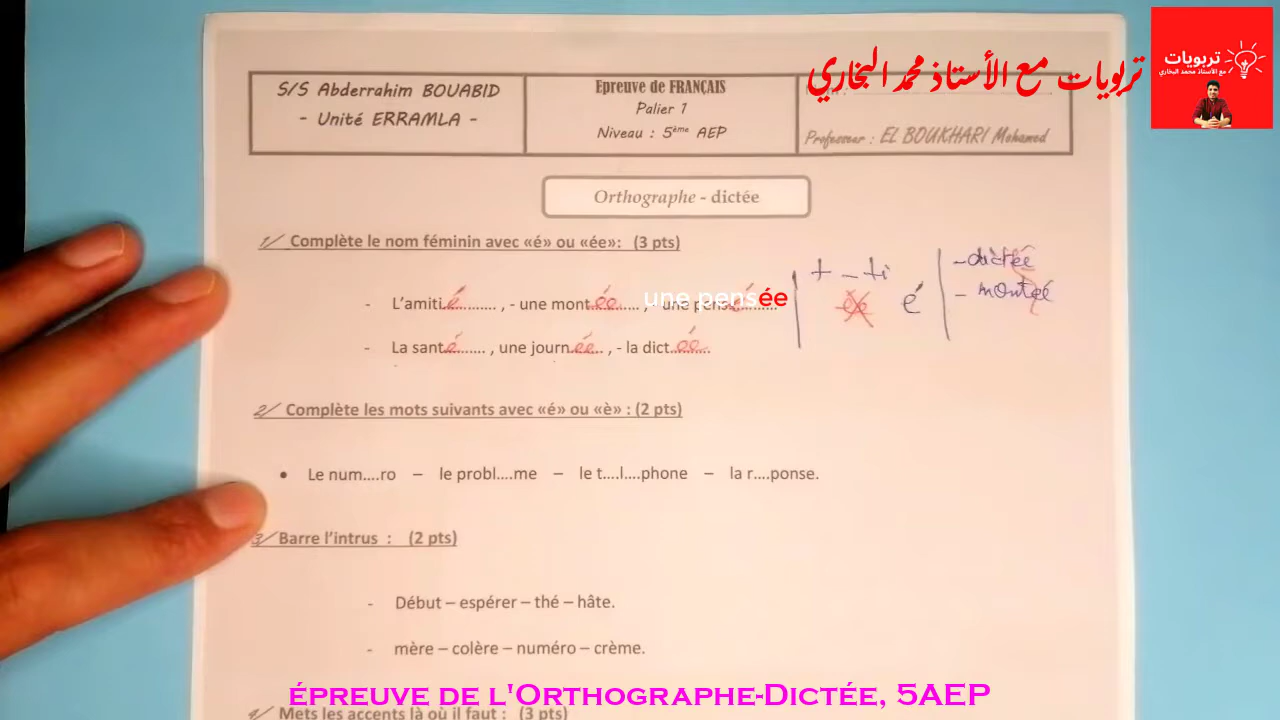 تربويات مع الأستاذ محمد البخاري
تربويات
مع الأستاذ محمد البخاري
S/S Abderrahim BOUABID
- Unité ERRAMLA -
Epreuve de FRANÇAIS
Palier 1
Niveau : 5ème AEP
Professeur : EL BOUKHARI Mohamed
Orthographe - dictée
1/ Complète le nom féminin avec «é» ou «ée»: (3 pts)
- L'amitié.......... , - une montée...... , - une pensé.......
une pensée
- La santé....... , une journée.. , - la dictée.......
+ - ti
ée é
- dictée
- montée
2/ Complète les mots suivants avec «é» ou «è» : (2 pts)
• Le num....ro – le probl....me – le t....l....phone – la r....ponse.
3/ Barre l'intrus : (2 pts)
- Début – espérer – thé – hâte.
- mère – colère – numéro – crème.
épreuve de l'Orthographe-Dictée, 5AEP
4/ Mets les accents là où il faut : (3 pts)